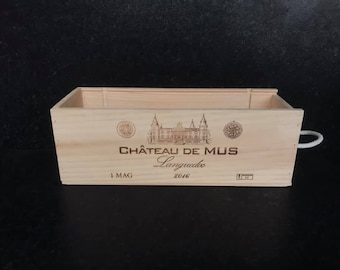 CHÂTEAU DE MUS
Languedoc
1 MAG 2016